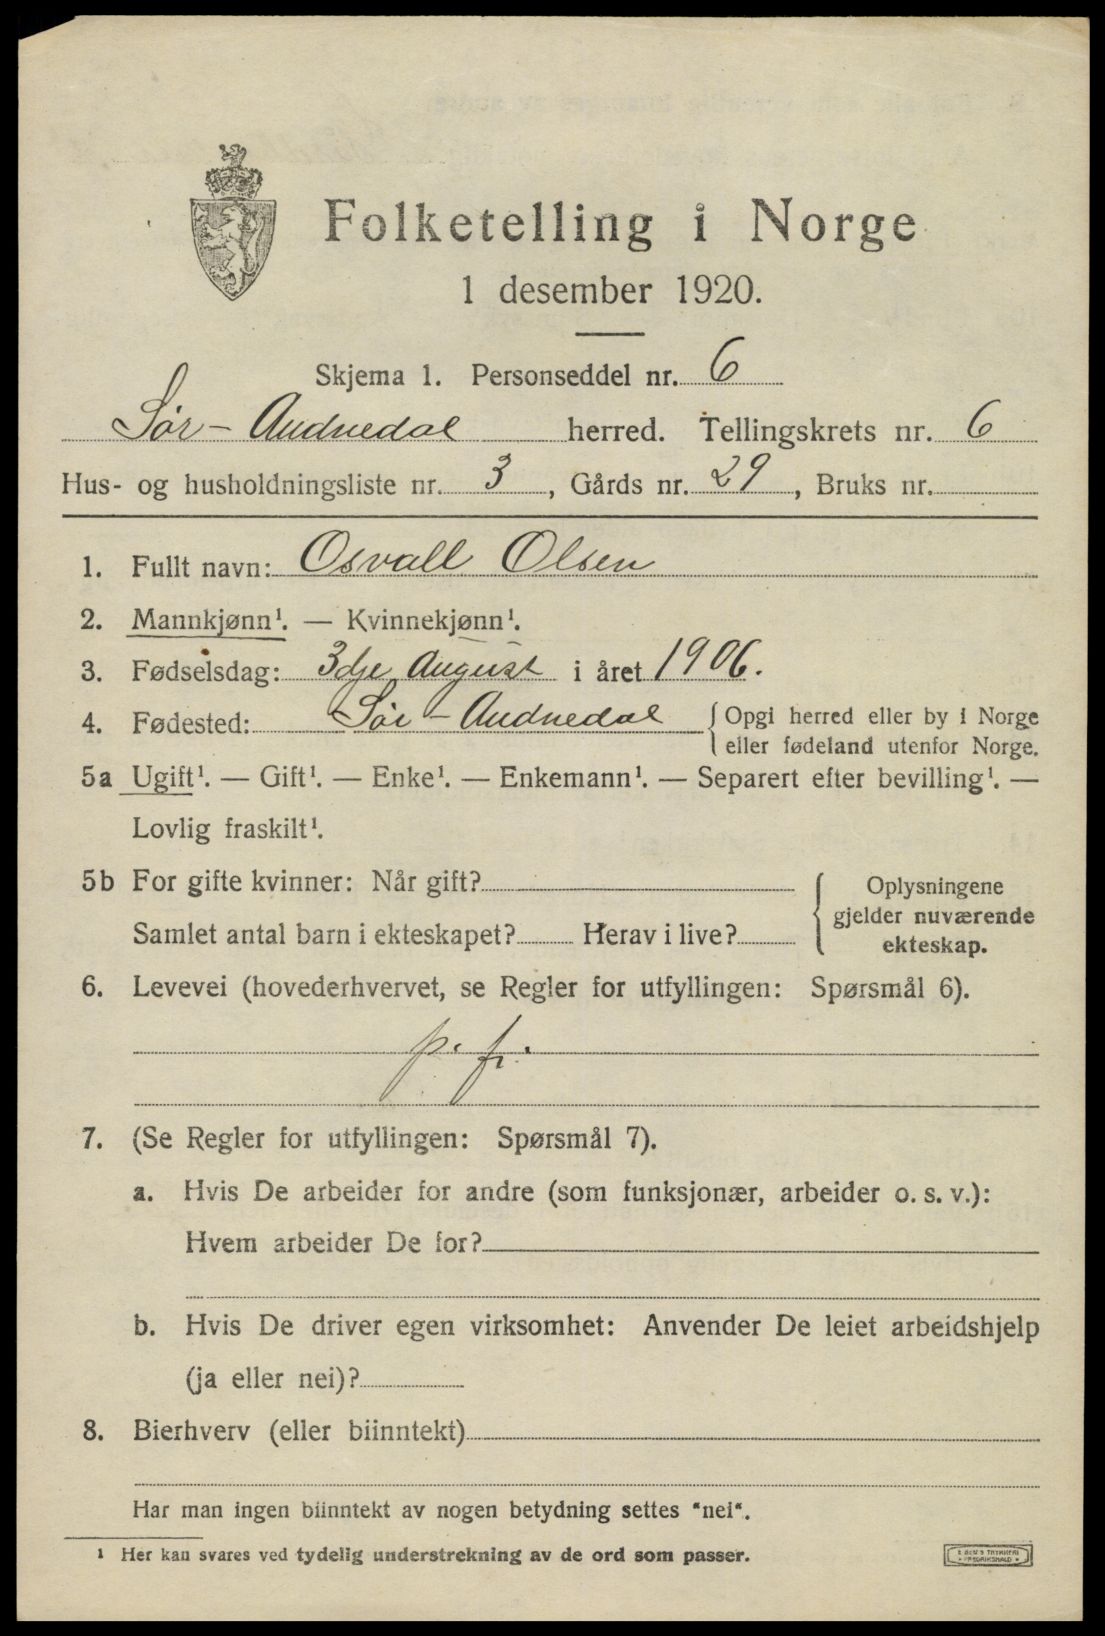 Folketelling i Norge
1 desember 1920.
Skjema 1. Personseddel nr. 6
Sør-Audnedal herred. Tellingskrets nr. 6
Hus- og husholdningsliste nr. 3, Gårds nr. 29, Bruks nr.
1. Fullt navn: Osvall Olsen
2. Mannkjønn¹. — Kvinnekjønn¹.
3. Fødselsdag: 3dje August i året 1906.
4. Fødested: Sør-Audnedal { Opgi herred eller by i Norge
eller fødeland utenfor Norge.
5a Ugift¹. — Gift¹. — Enke¹. — Enkemann¹. — Separert efter bevilling¹. —
Lovlig fraskilt¹.
5b For gifte kvinner: Når gift? { Oplysningene
gjelder nuværende
Samlet antal barn i ekteskapet? Herav i live? ekteskap.
6. Levevei (hovederhvervet, se Regler for utfyllingen: Spørsmål 6).
p. f.
7. (Se Regler for utfyllingen: Spørsmål 7).
a. Hvis De arbeider for andre (som funksjonær, arbeider o. s. v.):
Hvem arbeider De for?
b. Hvis De driver egen virksomhet: Anvender De leiet arbeidshjelp
(ja eller nei)?
8. Bierhverv (eller biinntekt)
Har man ingen biinntekt av nogen betydning settes "nei".
¹ Her kan svares ved tydelig understrekning av de ord som passer.
TRYKKERI
FREDRIKSHALD